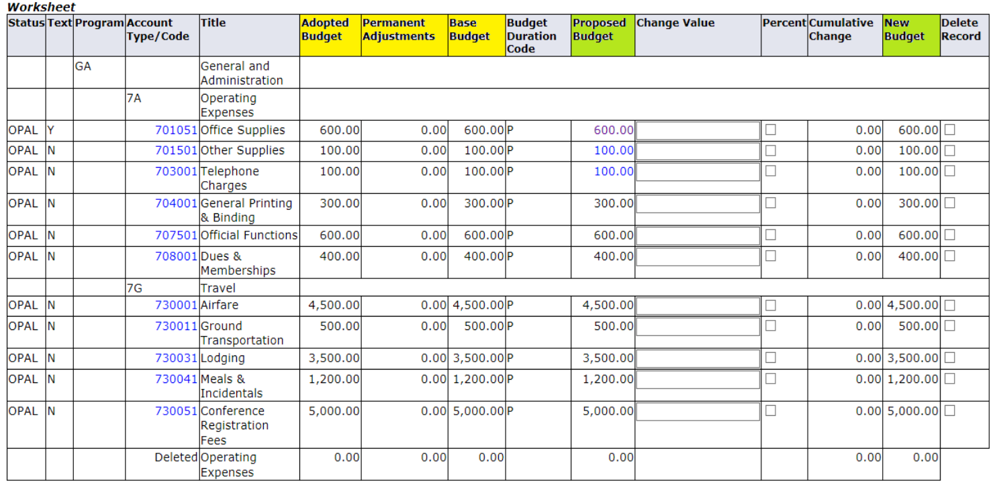 Worksheet
Status Text Program Account Type/Code Title Adopted Budget Permanent Adjustments Base Budget Budget Duration Code Proposed Budget Change Value Percent Cumulative Change New Budget Delete Record
GA General and Administration
7A Operating Expenses
OPAL Y 701051 Office Supplies 600.00 0.00 600.00 P 600.00 0.00 600.00
OPAL N 701501 Other Supplies 100.00 0.00 100.00 P 100.00 0.00 100.00
OPAL N 703001 Telephone Charges 100.00 0.00 100.00 P 100.00 0.00 100.00
OPAL N 704001 General Printing & Binding 300.00 0.00 300.00 P 300.00 0.00 300.00
OPAL N 707501 Official Functions 600.00 0.00 600.00 P 600.00 0.00 600.00
OPAL N 708001 Dues & Memberships 400.00 0.00 400.00 P 400.00 0.00 400.00
7G Travel
OPAL N 730001 Airfare 4,500.00 0.00 4,500.00 P 4,500.00 0.00 4,500.00
OPAL N 730011 Ground Transportation 500.00 0.00 500.00 P 500.00 0.00 500.00
OPAL N 730031 Lodging 3,500.00 0.00 3,500.00 P 3,500.00 0.00 3,500.00
OPAL N 730041 Meals & Incidentals 1,200.00 0.00 1,200.00 P 1,200.00 0.00 1,200.00
OPAL N 730051 Conference Registration Fees 5,000.00 0.00 5,000.00 P 5,000.00 0.00 5,000.00
Deleted Operating Expenses 0.00 0.00 0.00 0.00 0.00 0.00